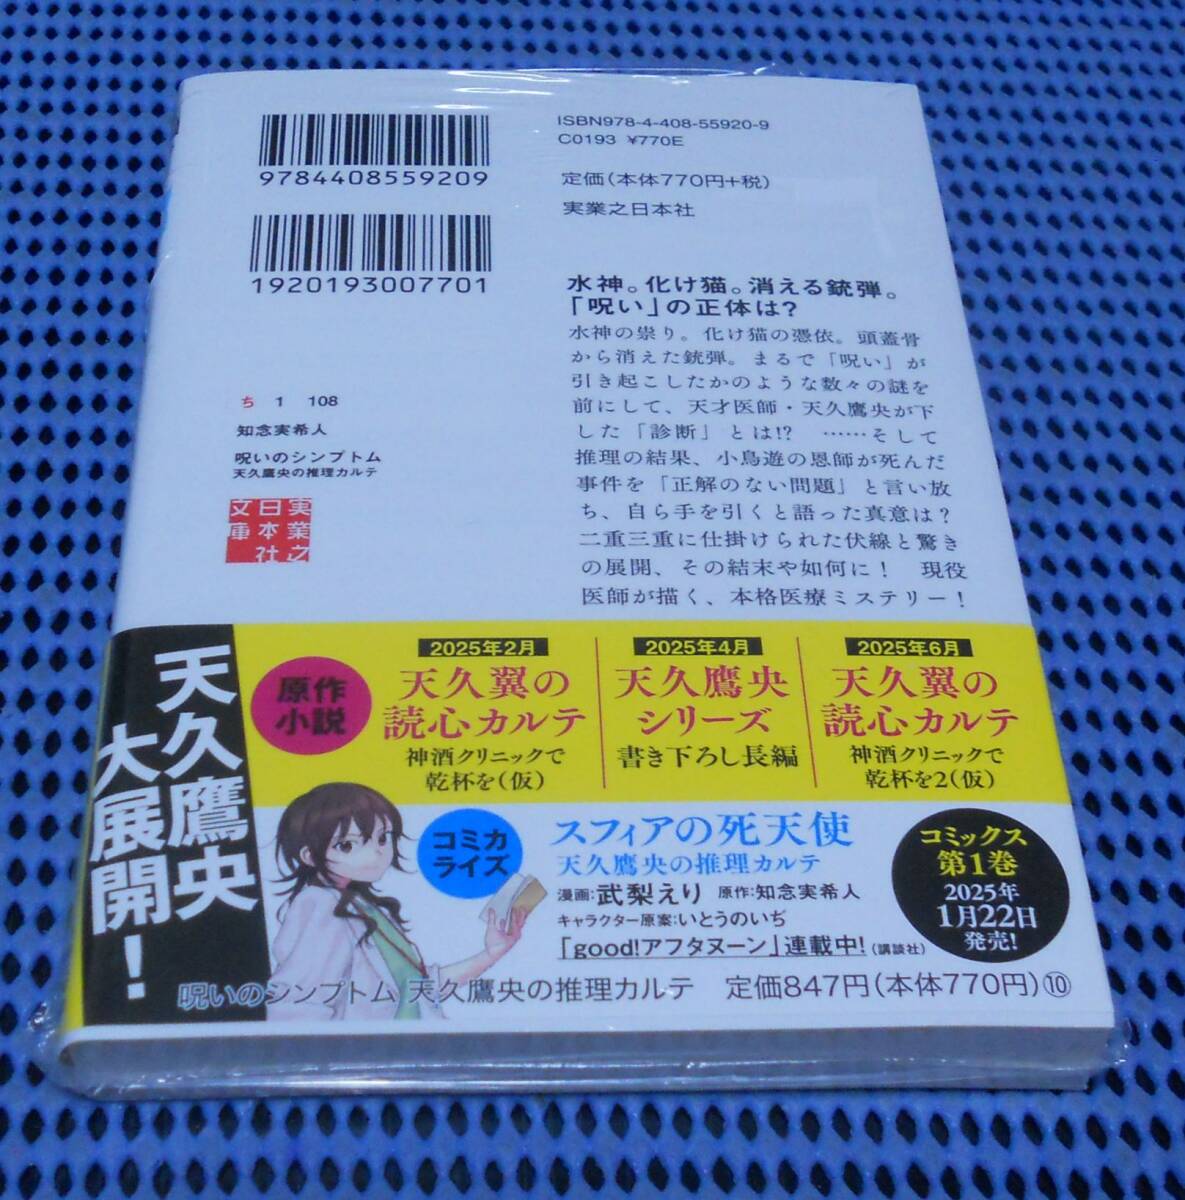 ISBN978-4-408-55920-9
C0193 ¥770E
9784408559209
定価(本体770円+税)
実業之日本社
1920193007701
水神。化け猫。消える銃弾。
「呪い」の正体は?
水神の祟り。化け猫の憑依。頭蓋骨
から消えた銃弾。まるで「呪い」が
引き起こしたかのような数々の謎を
前にして、天才医師・天久鷹央が下
した「診断」とは!? ……そして
推理の結果、小鳥遊の恩師が死んだ
事件を「正解のない問題」と言い放
ち、自ら手を引くと語った真意は?
二重三重に仕掛けられた伏線と驚き
の展開、その結末や如何に! 現役
医師が描く、本格医療ミステリー!
ち 1 108
知念実希人
呪いのシンプトム
天久鷹央の推理カルテ
実業之
日本社
文庫
天久鷹央
大展開!
原作
小説
2025年2月
天久翼の
読心カルテ
神酒クリニックで
乾杯を(仮)
2025年4月
天久鷹央
シリーズ
書き下ろし長編
2025年6月
天久翼の
読心カルテ
神酒クリニックで
乾杯を2(仮)
コミカ
ライズ
スフィアの死天使
天久鷹央の推理カルテ
漫画:武梨えり 原作:知念実希人
キャラクター原案:いとうのいぢ
「good!アフタヌーン」連載中!(講談社)
コミックス
第1巻
2025年
1月22日
発売!
呪いのシンプトム 天久鷹央の推理カルテ 定価847円(本体770円)⑩